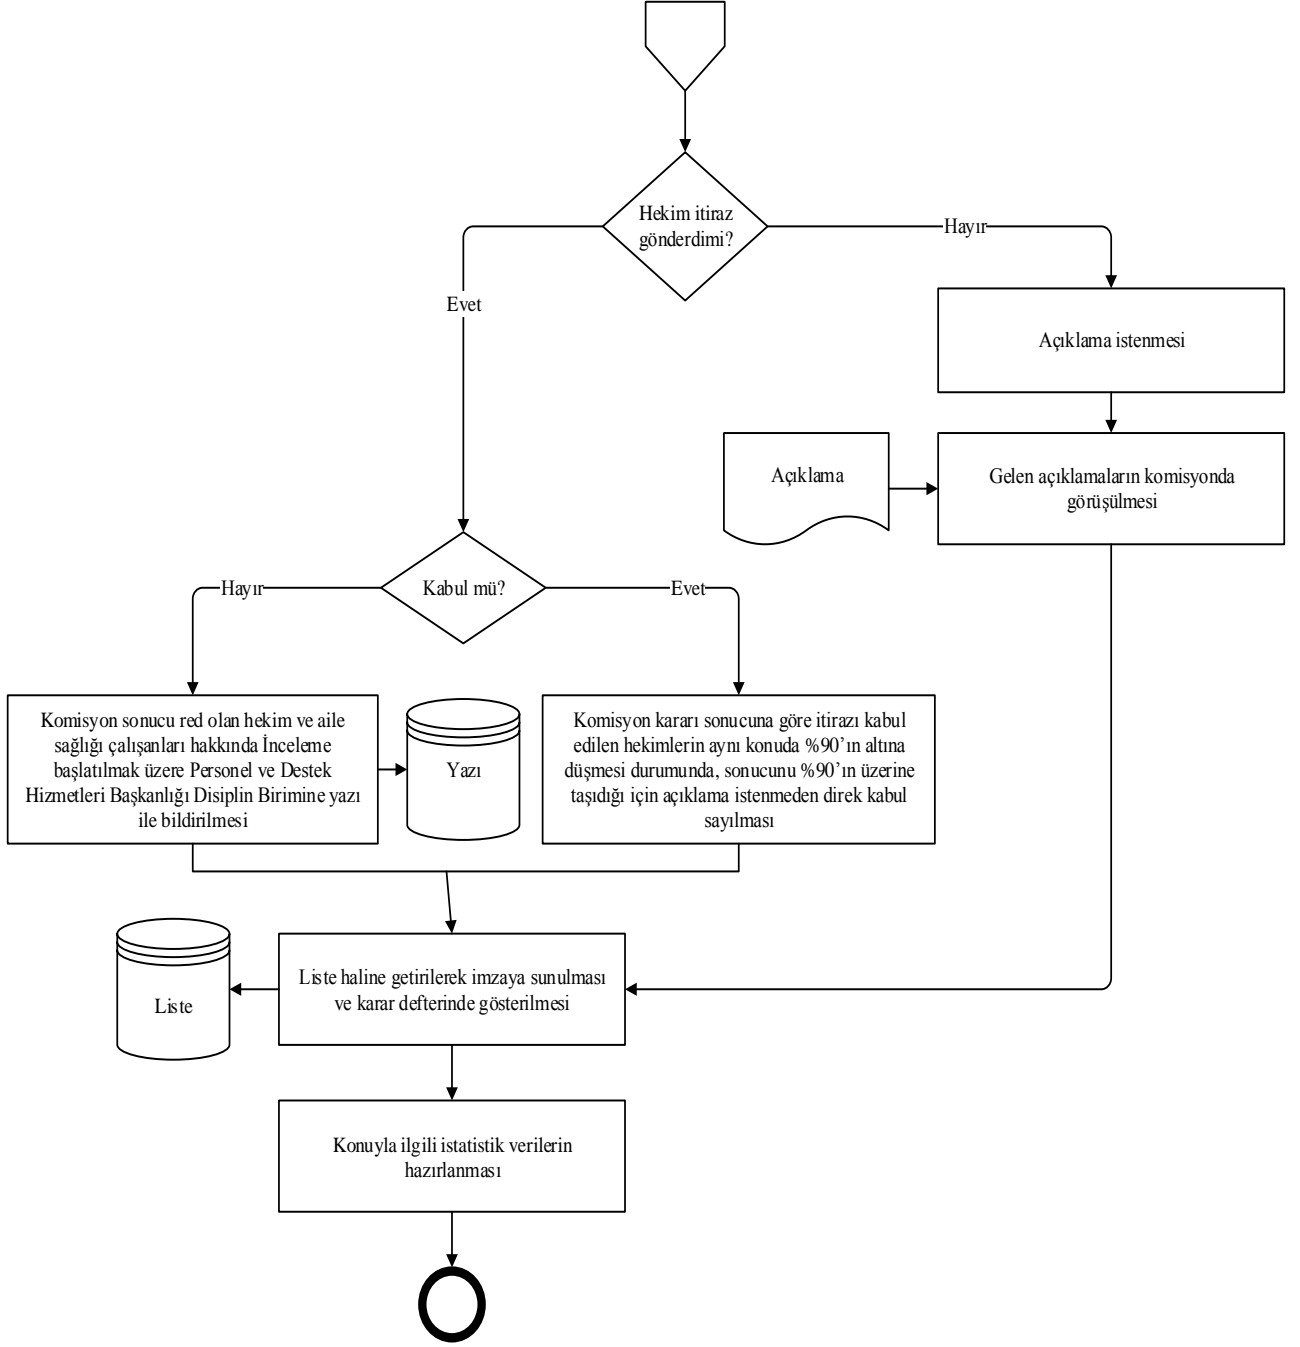 Hekim itiraz
gönderdimi?
Hayır
Evet
Açıklama istenmesi
Açıklama
Gelen açıklamaların komisyonda
görüşülmesi
Kabul mü?
Hayır
Evet
Komisyon sonucu red olan hekim ve aile
sağlığı çalışanları hakkında İnceleme
başlatılmak üzere Personel ve Destek
Hizmetleri Başkanlığı Disiplin Birimine yazı
ile bildirilmesi
Yazı
Komisyon kararı sonucuna göre itirazı kabul
edilen hekimlerin aynı konuda %90’ın altına
düşmesi durumunda, sonucunu %90’ın üzerine
taşıdığı için açıklama istenmeden direk kabul
sayılması
Liste haline getirilerek imzaya sunulması
ve karar defterinde gösterilmesi
Liste
Konuyla ilgili istatistik verilerin
hazırlanması